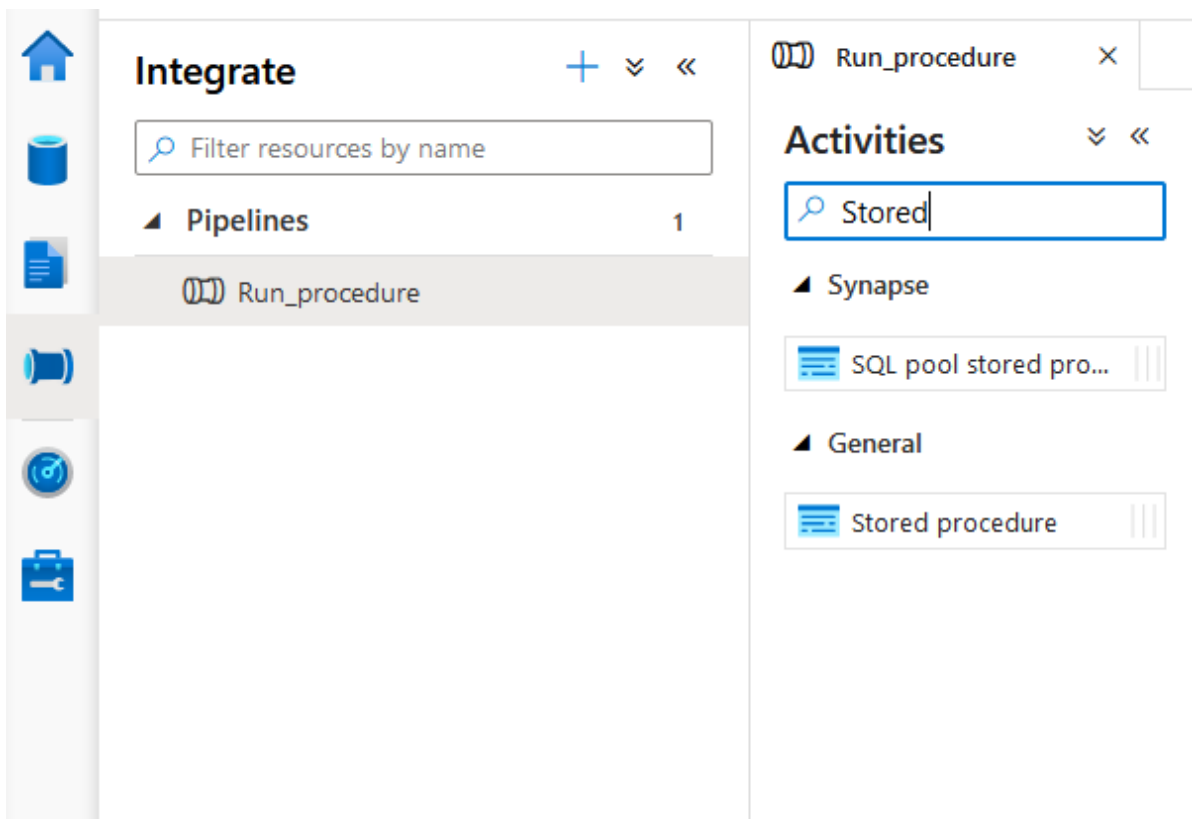 Integrate
Filter resources by name
Pipelines 1
Run_procedure
Run_procedure
Activities
Stored
Synapse
SQL pool stored pro...
General
Stored procedure